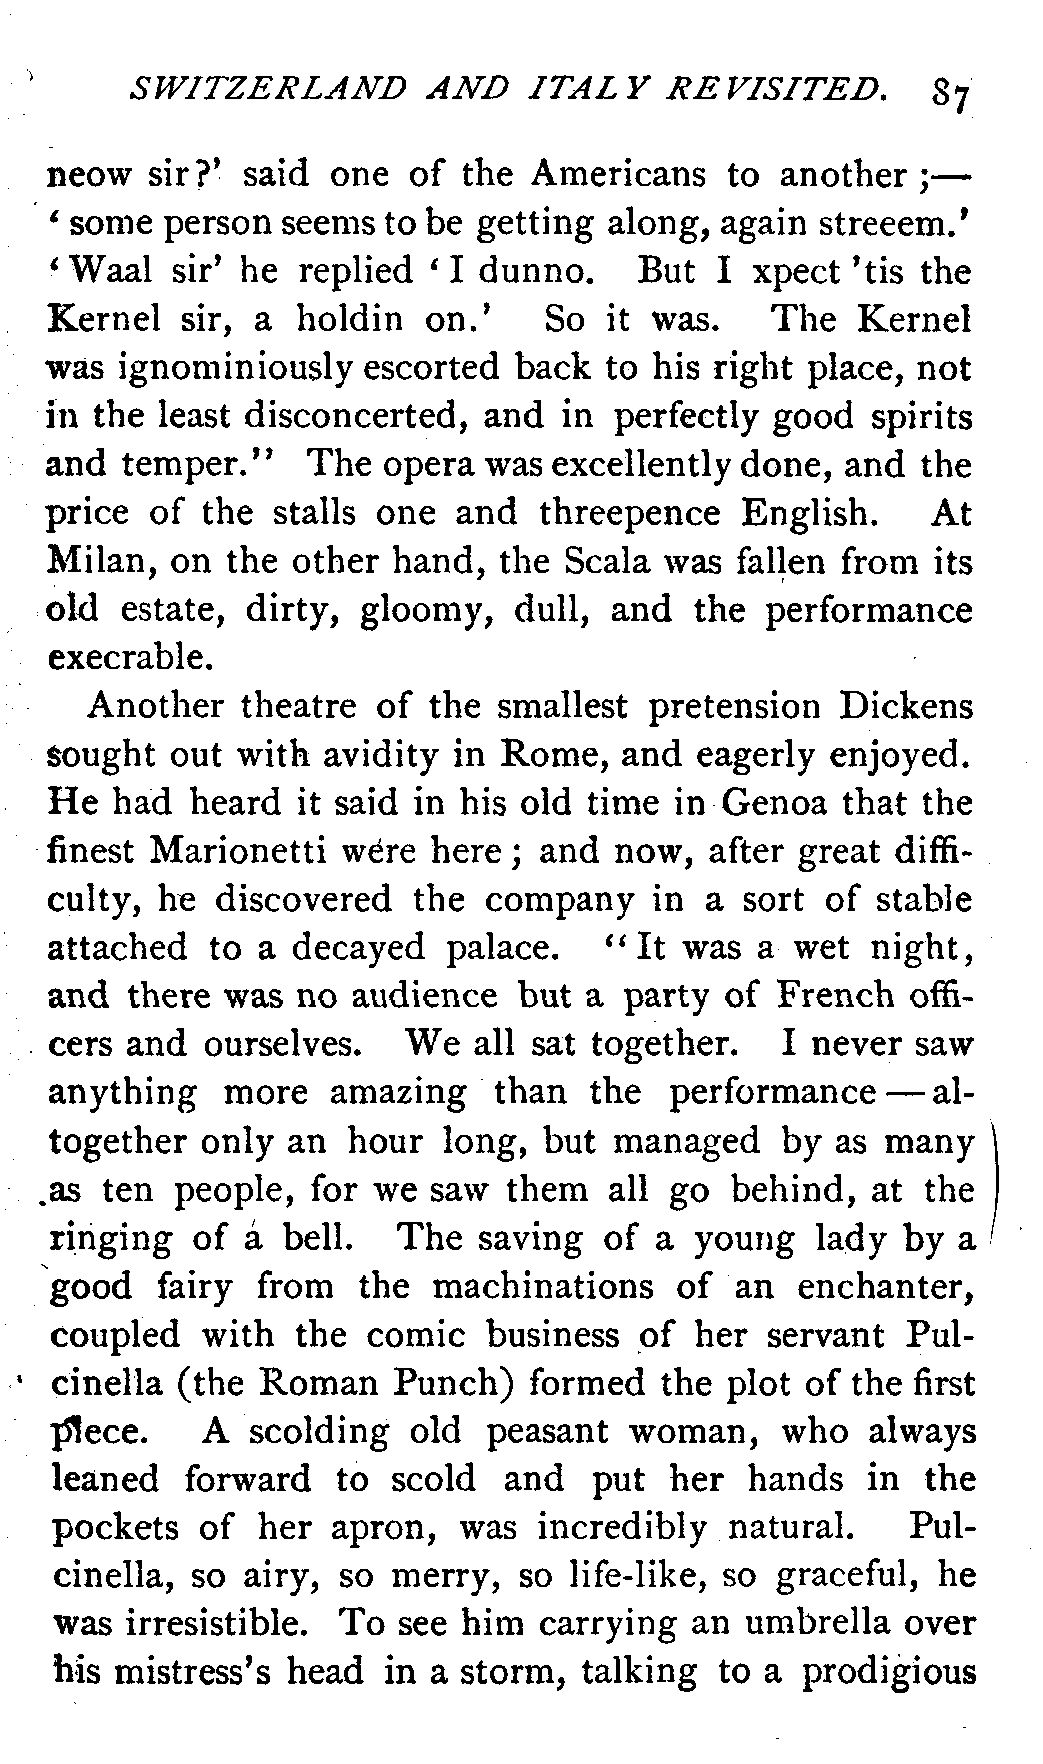 SWITZERLAND AND ITALY REVISITED. 87
neow sir?' said one of the Americans to another ;—
' some person seems to be getting along, again streeem.'
' Waal sir' he replied ' I dunno. But I xpect 'tis the
Kernel sir, a holdin on.' So it was. The Kernel
was ignominiously escorted back to his right place, not
in the least disconcerted, and in perfectly good spirits
and temper." The opera was excellently done, and the
price of the stalls one and threepence English. At
Milan, on the other hand, the Scala was fallen from its
old estate, dirty, gloomy, dull, and the performance
execrable.
Another theatre of the smallest pretension Dickens
sought out with avidity in Rome, and eagerly enjoyed.
He had heard it said in his old time in Genoa that the
finest Marionetti were here ; and now, after great diffi-
culty, he discovered the company in a sort of stable
attached to a decayed palace. " It was a wet night,
and there was no audience but a party of French offi-
cers and ourselves. We all sat together. I never saw
anything more amazing than the performance — al-
together only an hour long, but managed by as many
as ten people, for we saw them all go behind, at the
ringing of a bell. The saving of a young lady by a
good fairy from the machinations of an enchanter,
coupled with the comic business of her servant Pul-
cinella (the Roman Punch) formed the plot of the first
piece. A scolding old peasant woman, who always
leaned forward to scold and put her hands in the
pockets of her apron, was incredibly natural. Pul-
cinella, so airy, so merry, so life-like, so graceful, he
was irresistible. To see him carrying an umbrella over
his mistress's head in a storm, talking to a prodigious